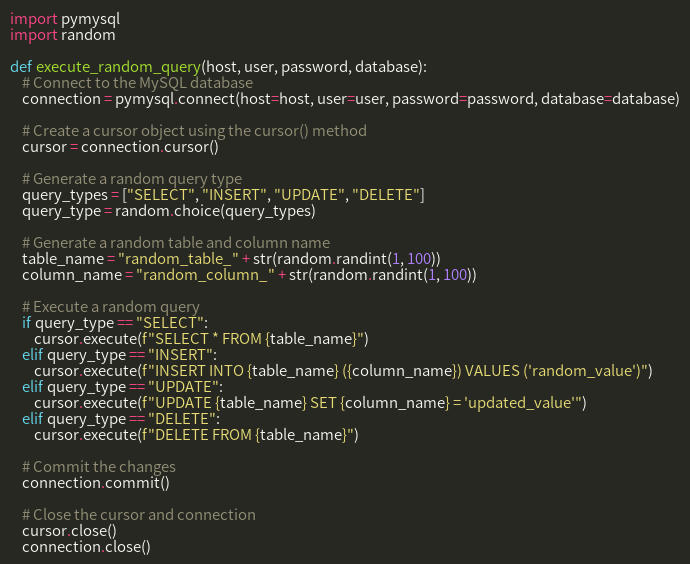 import pymysql
import random

def execute_random_query(host, user, password, database):
    # Connect to the MySQL database
    connection = pymysql.connect(host=host, user=user, password=password, database=database)

    # Create a cursor object using the cursor() method
    cursor = connection.cursor()

    # Generate a random query type
    query_types = ["SELECT", "INSERT", "UPDATE", "DELETE"]
    query_type = random.choice(query_types)

    # Generate a random table and column name
    table_name = "random_table_" + str(random.randint(1, 100))
    column_name = "random_column_" + str(random.randint(1, 100))

    # Execute a random query
    if query_type == "SELECT":
        cursor.execute(f"SELECT * FROM {table_name}")
    elif query_type == "INSERT":
        cursor.execute(f"INSERT INTO {table_name} ({column_name}) VALUES ('random_value')")
    elif query_type == "UPDATE":
        cursor.execute(f"UPDATE {table_name} SET {column_name} = 'updated_value'")
    elif query_type == "DELETE":
        cursor.execute(f"DELETE FROM {table_name}")

    # Commit the changes
    connection.commit()

    # Close the cursor and connection
    cursor.close()
    connection.close()